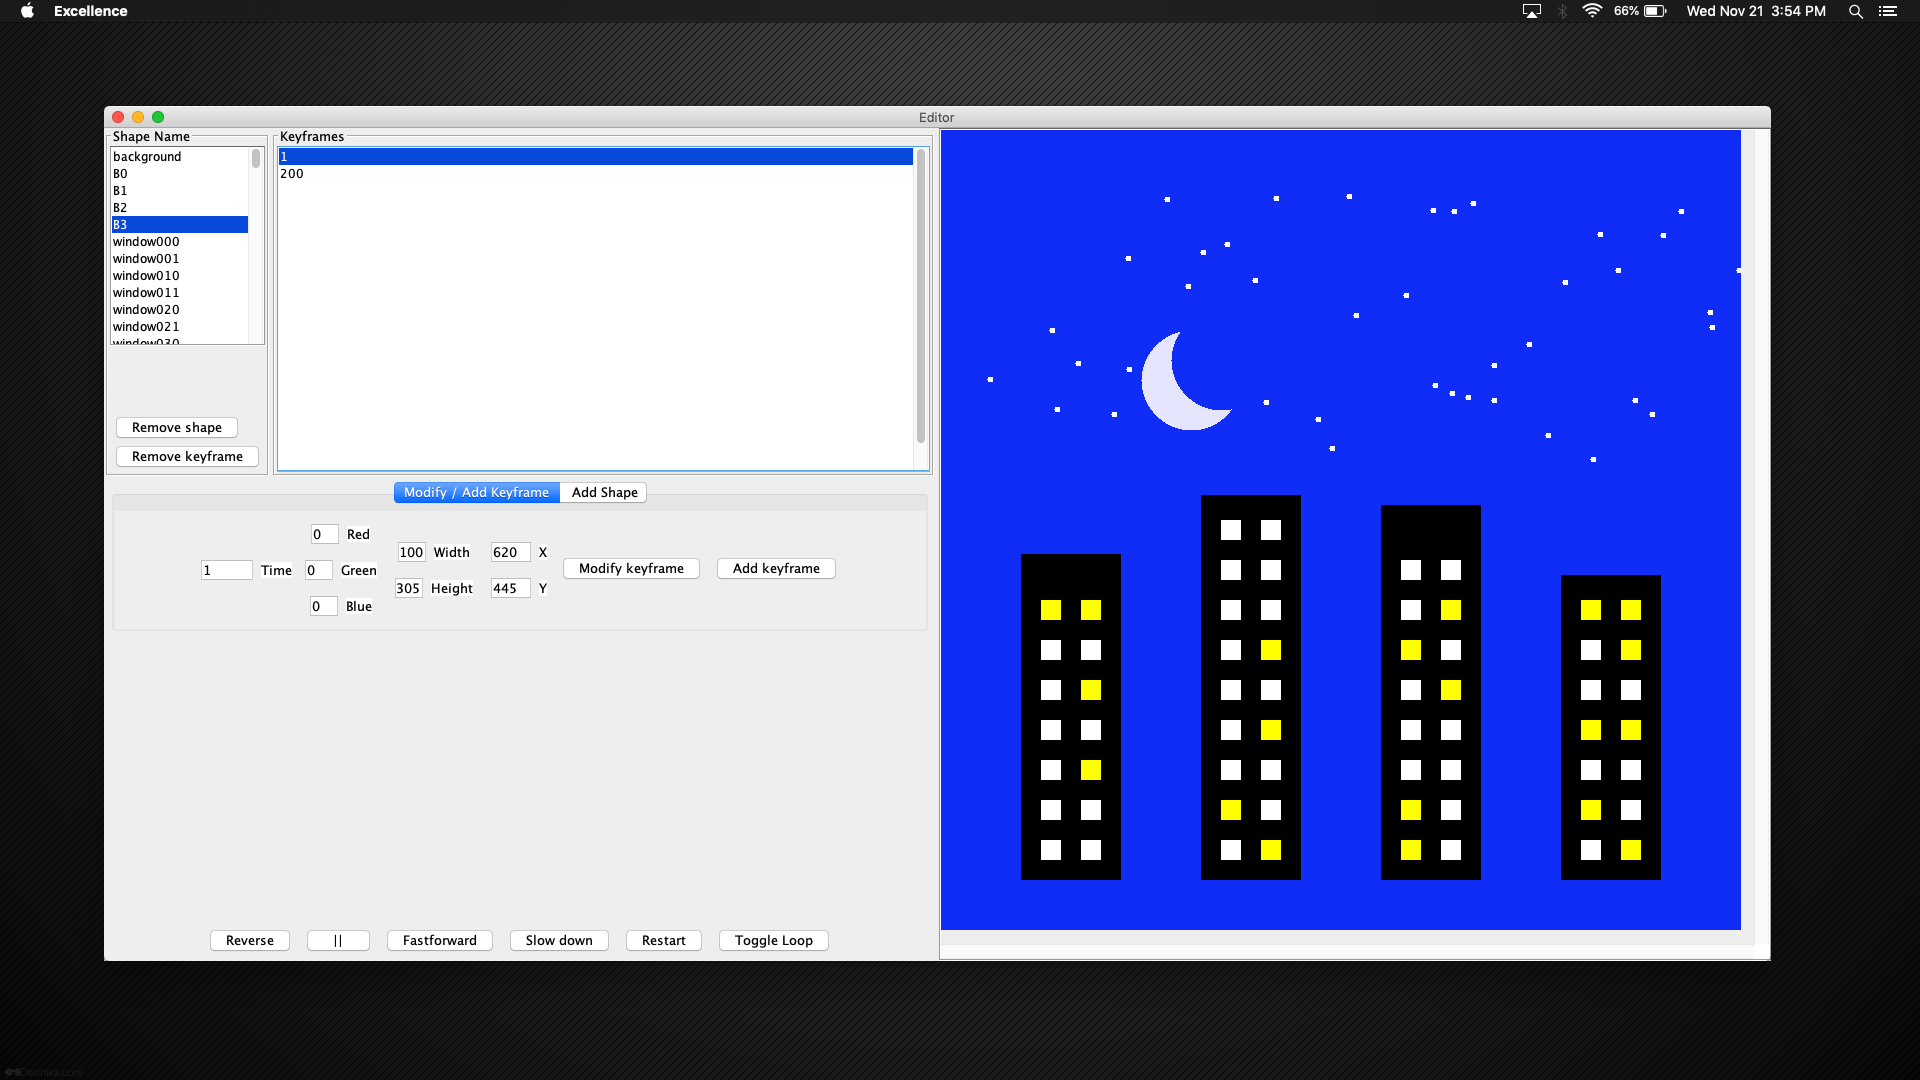 Excellence
66%
Wed Nov 21 3:54 PM
Editor
Shape Name
background
B0
B1
B2
B3
window000
window001
window010
window011
window020
window021
window030
Remove shape
Remove keyframe
Keyframes
1
200
Modify / Add Keyframe
Add Shape
1 Time
0 Red
0 Green
0 Blue
100 Width
305 Height
620 X
445 Y
Modify keyframe
Add keyframe
Reverse
||
Fastforward
Slow down
Restart
Toggle Loop